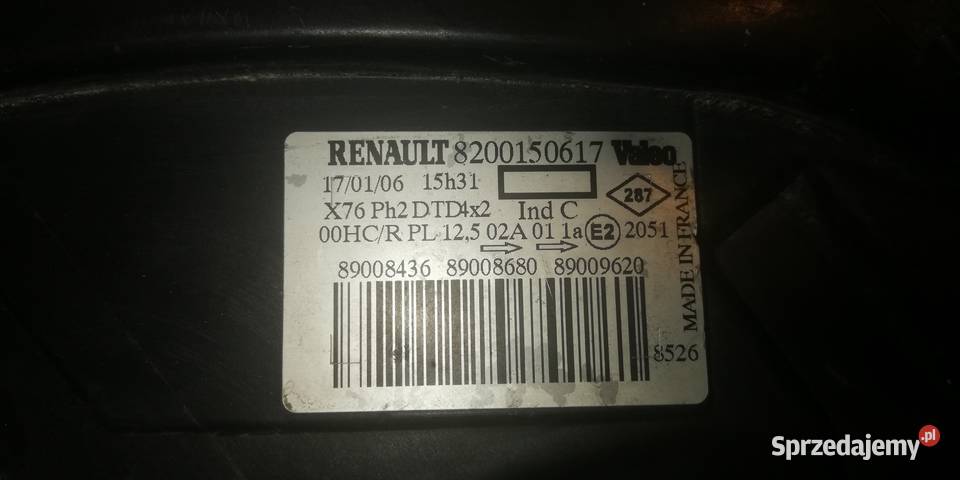 RENAULT 8200150617 Valeo
17/01/06 15h31
287
X76 Ph2 DTD4x2 Ind C
00HC/R PL 12,5 02A 01 1a E2 2051
89008436 89008680 89009620
MADE IN FRANCE
8526
Sprzedajemy.pl